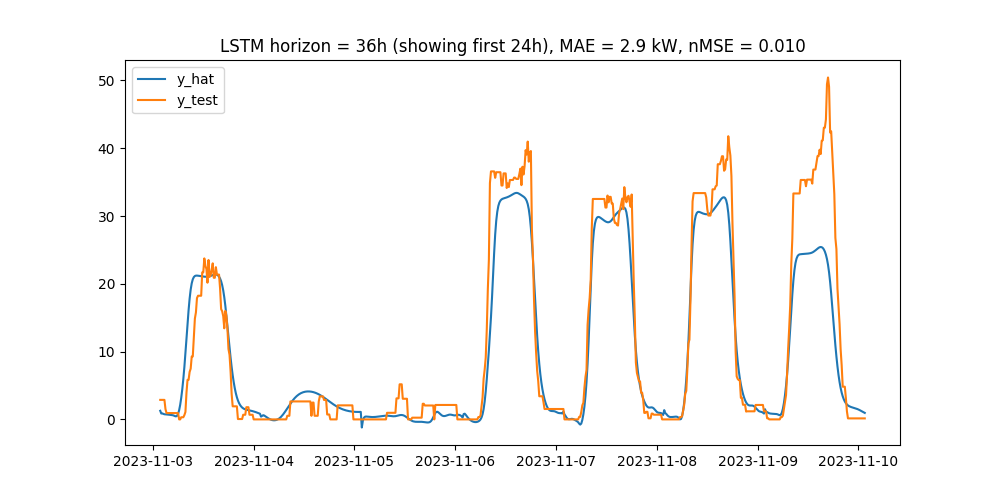 LSTM horizon = 36h (showing first 24h), MAE = 2.9 kW, nMSE = 0.010
y_hat
y_test
50
40
30
20
10
0
2023-11-03 2023-11-04 2023-11-05 2023-11-06 2023-11-07 2023-11-08 2023-11-09 2023-11-10